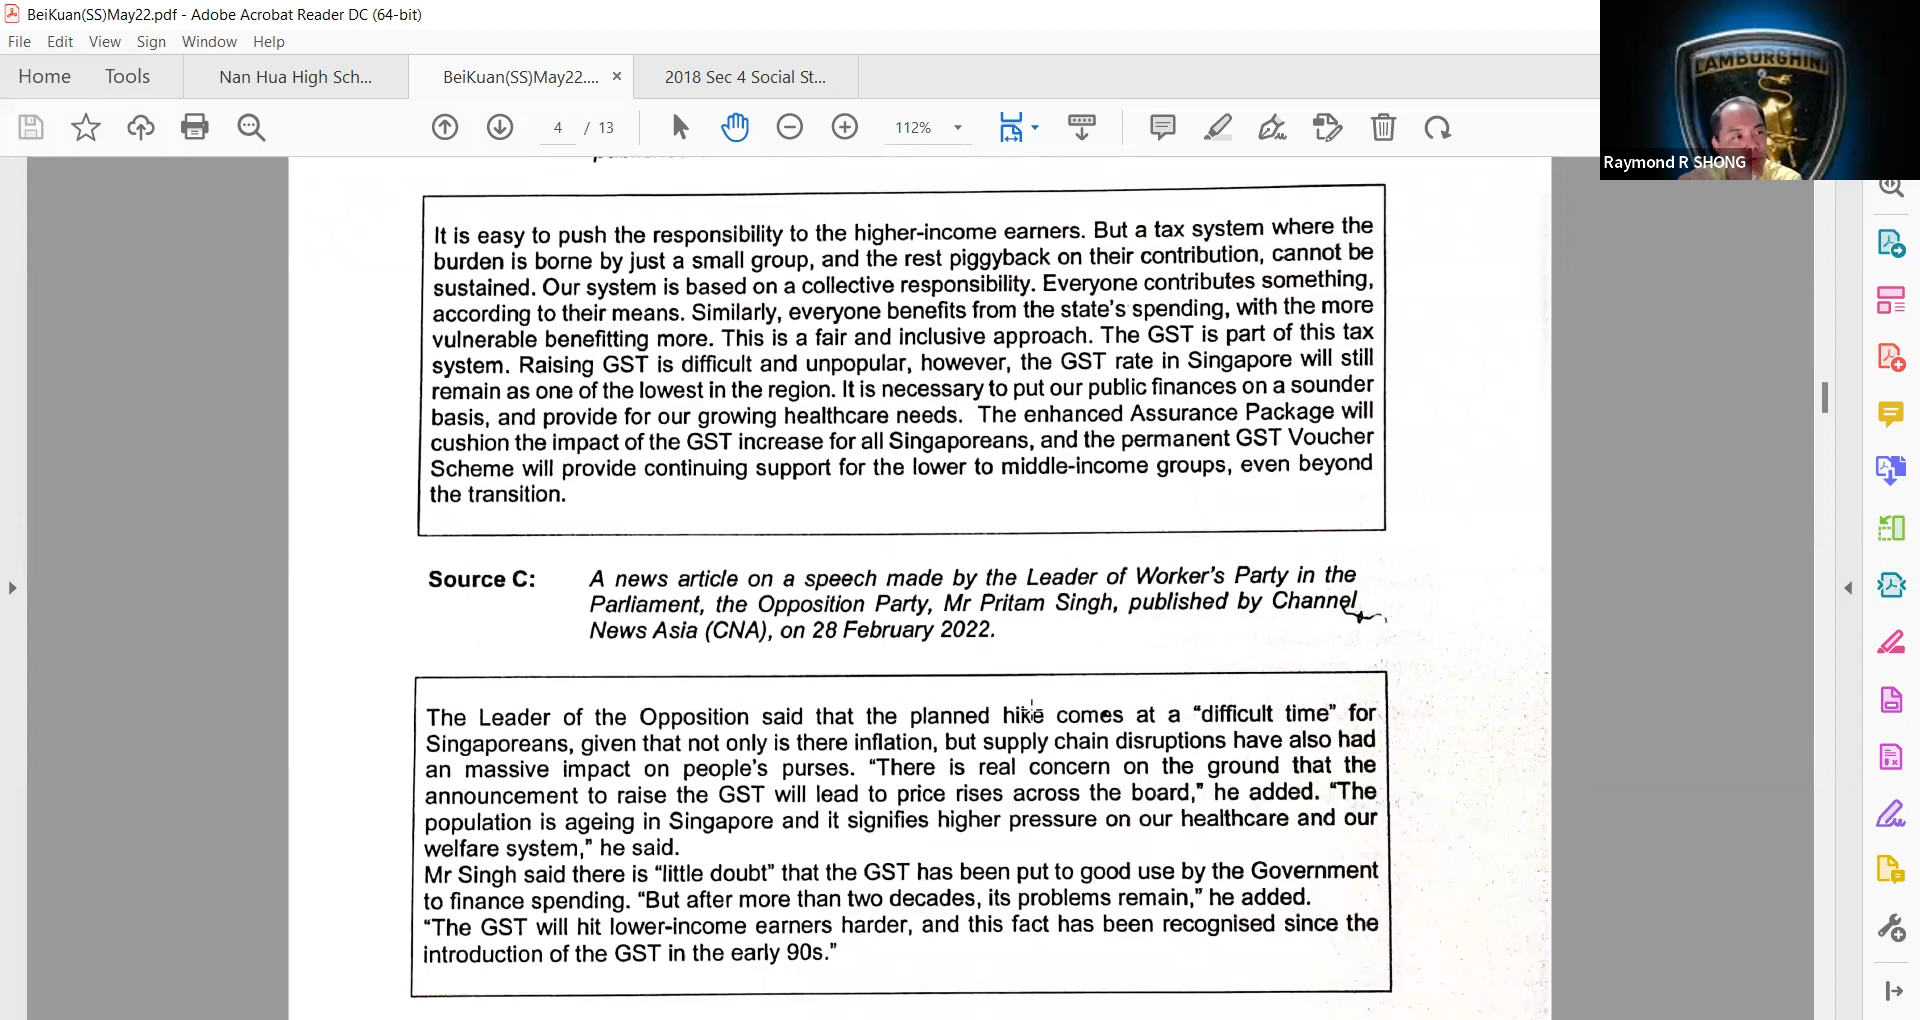 BeiKuan(SS)May22.pdf - Adobe Acrobat Reader DC (64-bit)
File Edit View Sign Window Help
Home Tools Nan Hua High Sch... BeiKuan(SS)May22.... × 2018 Sec 4 Social St...
4 / 13 112%
LAMBORGHINI
Raymond R SHONG
It is easy to push the responsibility to the higher-income earners. But a tax system where the
burden is borne by just a small group, and the rest piggyback on their contribution, cannot be
sustained. Our system is based on a collective responsibility. Everyone contributes something,
according to their means. Similarly, everyone benefits from the state's spending, with the more
vulnerable benefitting more. This is a fair and inclusive approach. The GST is part of this tax
system. Raising GST is difficult and unpopular, however, the GST rate in Singapore will still
remain as one of the lowest in the region. It is necessary to put our public finances on a sounder
basis, and provide for our growing healthcare needs. The enhanced Assurance Package will
cushion the impact of the GST increase for all Singaporeans, and the permanent GST Voucher
Scheme will provide continuing support for the lower to middle-income groups, even beyond
the transition.
Source C: A news article on a speech made by the Leader of Worker's Party in the
Parliament, the Opposition Party, Mr Pritam Singh, published by Channel
News Asia (CNA), on 28 February 2022.
The Leader of the Opposition said that the planned hike comes at a “difficult time” for
Singaporeans, given that not only is there inflation, but supply chain disruptions have also had
an massive impact on people's purses. “There is real concern on the ground that the
announcement to raise the GST will lead to price rises across the board,” he added. “The
population is ageing in Singapore and it signifies higher pressure on our healthcare and our
welfare system,” he said.
Mr Singh said there is “little doubt” that the GST has been put to good use by the Government
to finance spending. “But after more than two decades, its problems remain,” he added.
“The GST will hit lower-income earners harder, and this fact has been recognised since the
introduction of the GST in the early 90s.”